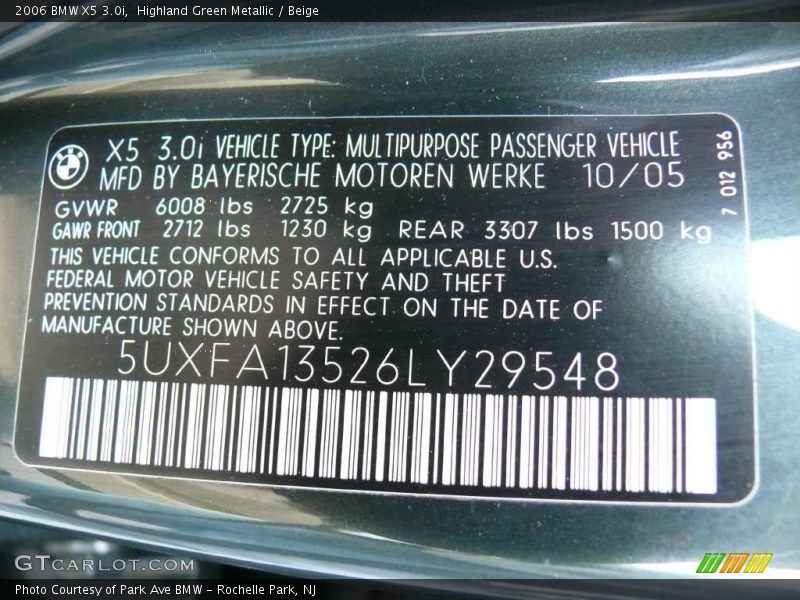 2006 BMW X5 3.0i, Highland Green Metallic / Beige
X5 3.0i VEHICLE TYPE: MULTIPURPOSE PASSENGER VEHICLE
MFD BY BAYERISCHE MOTOREN WERKE 10/05
GVWR 6008 lbs 2725 kg
GAWR FRONT 2712 lbs 1230 kg REAR 3307 lbs 1500 kg
THIS VEHICLE CONFORMS TO ALL APPLICABLE U.S.
FEDERAL MOTOR VEHICLE SAFETY AND THEFT
PREVENTION STANDARDS IN EFFECT ON THE DATE OF
MANUFACTURE SHOWN ABOVE.
5UXFA13526LY29548
7 012 956
GTCARLOT.COM
Photo Courtesy of Park Ave BMW - Rochelle Park, NJ